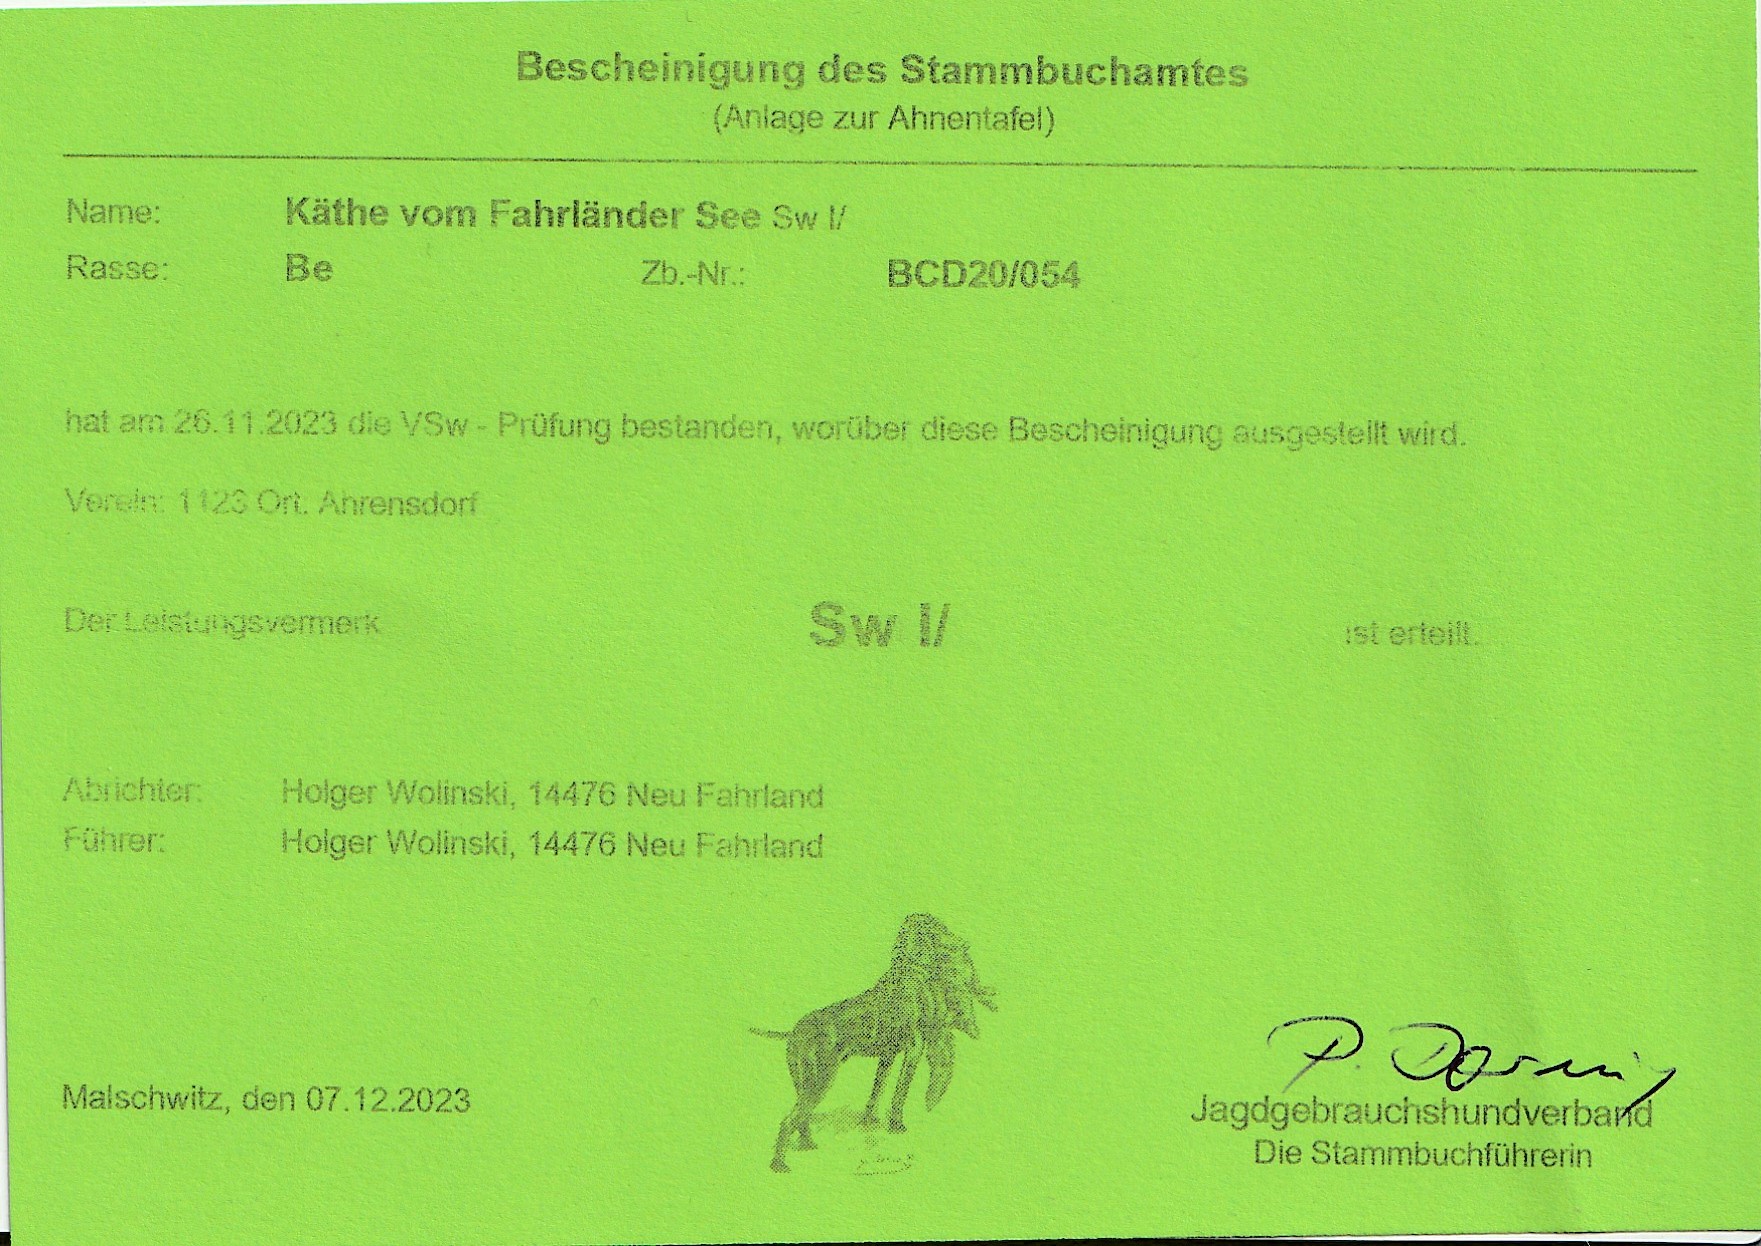 Bescheinigung des Stammbuchamtes
(Anlage zur Ahnentafel)
Name: Käthe vom Fahrländer See Sw I/
Rasse: Be Zb.-Nr.: BCD20/054
hat am 26.11.2023 die VSw - Prüfung bestanden, worüber diese Bescheinigung ausgestellt wird.
Verein: 1123 Ort: Ahrensdorf
Der Leistungsvermerk Sw I/ ist erteilt.
Abrichter: Holger Wolinski, 14476 Neu Fahrland
Führer: Holger Wolinski, 14476 Neu Fahrland
Malschwitz, den 07.12.2023
Jagdgebrauchshundverband
Die Stammbuchführerin